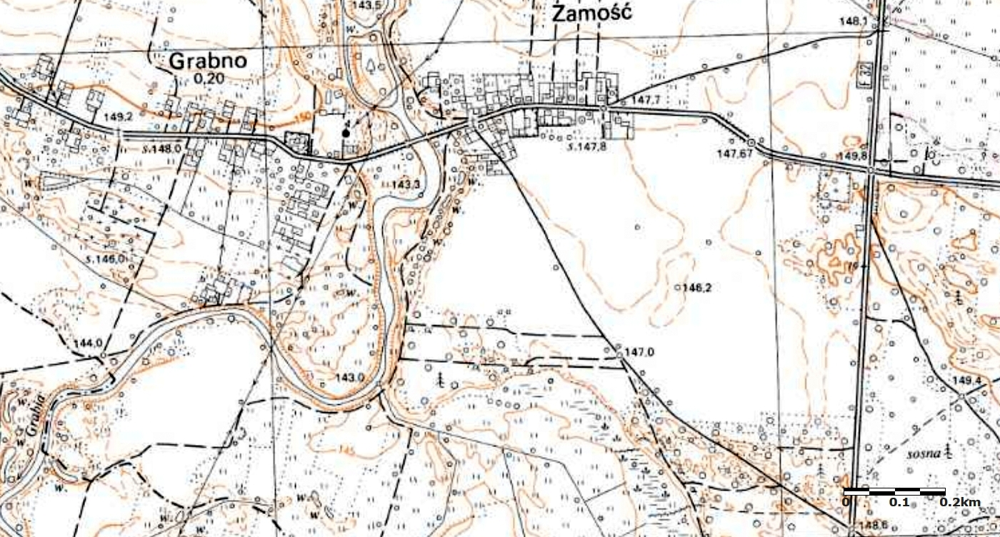 143,5
Zamość
148,1
w.
Grabno
0,20
F 32
147,7
150
149,2
s.148,0
s.147,8
147,67
149,8
w.
143,3
w.
w.
w.
w.
s.146,0
146,2
w.
144,0
147,0
143,0
149,4
w.
Grabia
w.
145
sosna
w.
w.
w.
w.
0 0.1 0.2km
148,6